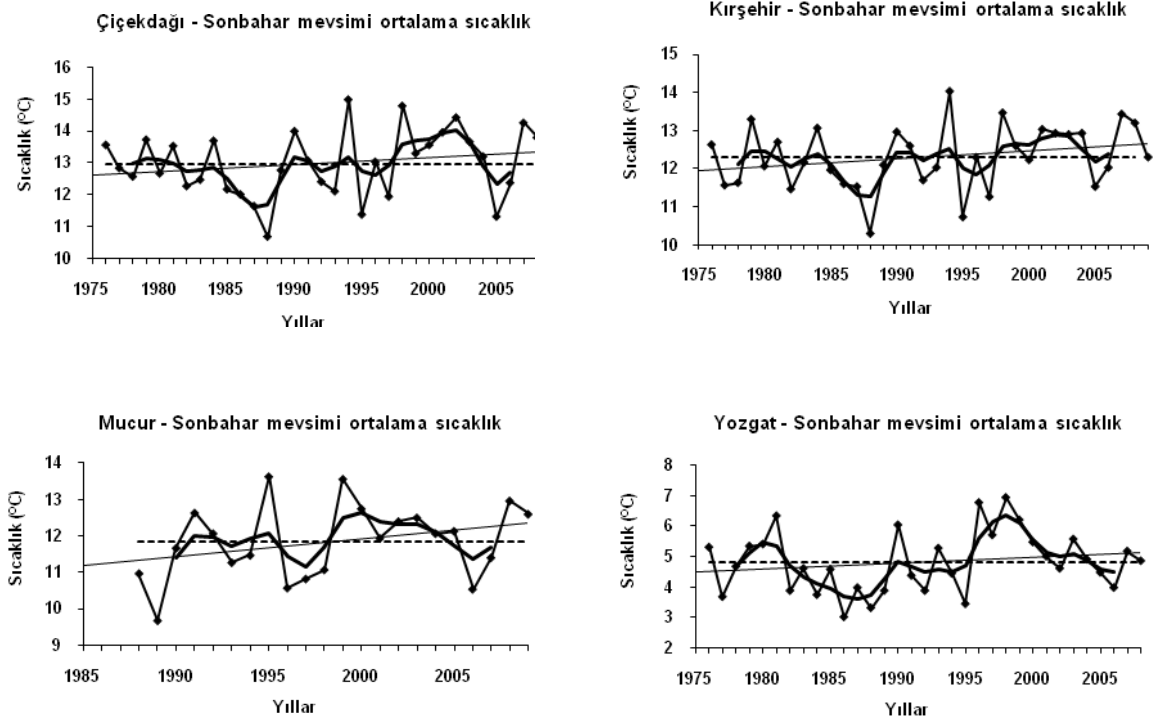 Çiçekdağı - Sonbahar mevsimi ortalama sıcaklık
Sıcaklık (°C)
16
15
14
13
12
11
10
1975 1980 1985 1990 1995 2000 2005
Yıllar
Kırşehir - Sonbahar mevsimi ortalama sıcaklık
Sıcaklık (°C)
15
14
13
12
11
10
1975 1980 1985 1990 1995 2000 2005
Yıllar
Mucur - Sonbahar mevsimi ortalama sıcaklık
Sıcaklık (°C)
14
13
12
11
10
9
1985 1990 1995 2000 2005
Yıllar
Yozgat - Sonbahar mevsimi ortalama sıcaklık
Sıcaklık (°C)
8
7
6
5
4
3
2
1975 1980 1985 1990 1995 2000 2005
Yıllar